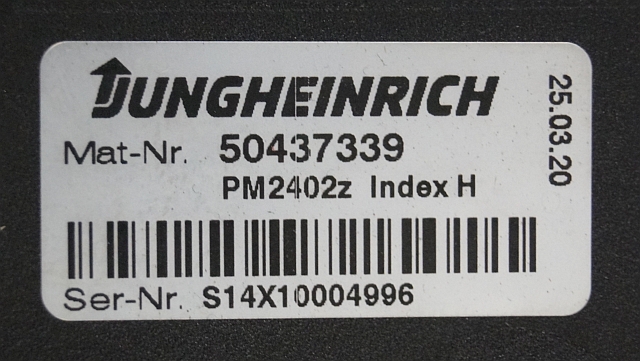 JUNGHEINRICH
Mat-Nr. 50437339
PM2402z Index H
Ser-Nr. S14X10004996
25.03.20